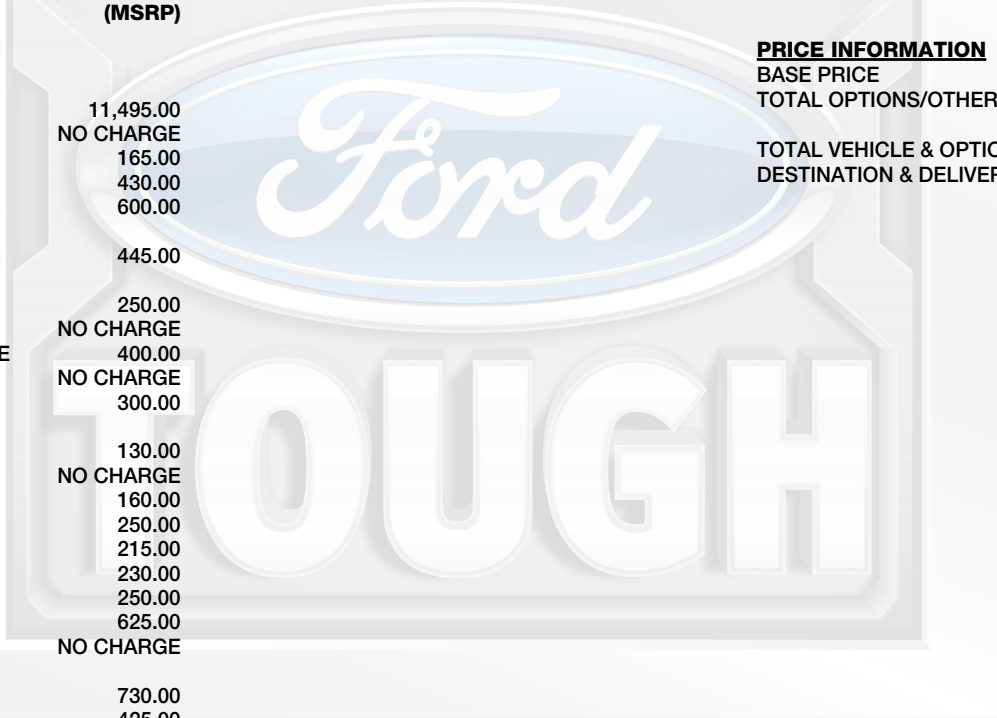 (MSRP)
11,495.00
NO CHARGE
165.00
430.00
600.00
445.00
250.00
NO CHARGE
E 400.00
NO CHARGE
300.00
130.00
NO CHARGE
160.00
250.00
215.00
230.00
250.00
625.00
NO CHARGE
730.00
PRICE INFORMATION
BASE PRICE
TOTAL OPTIONS/OTHER
TOTAL VEHICLE & OPTIO
DESTINATION & DELIVER
Ford
TOUGH